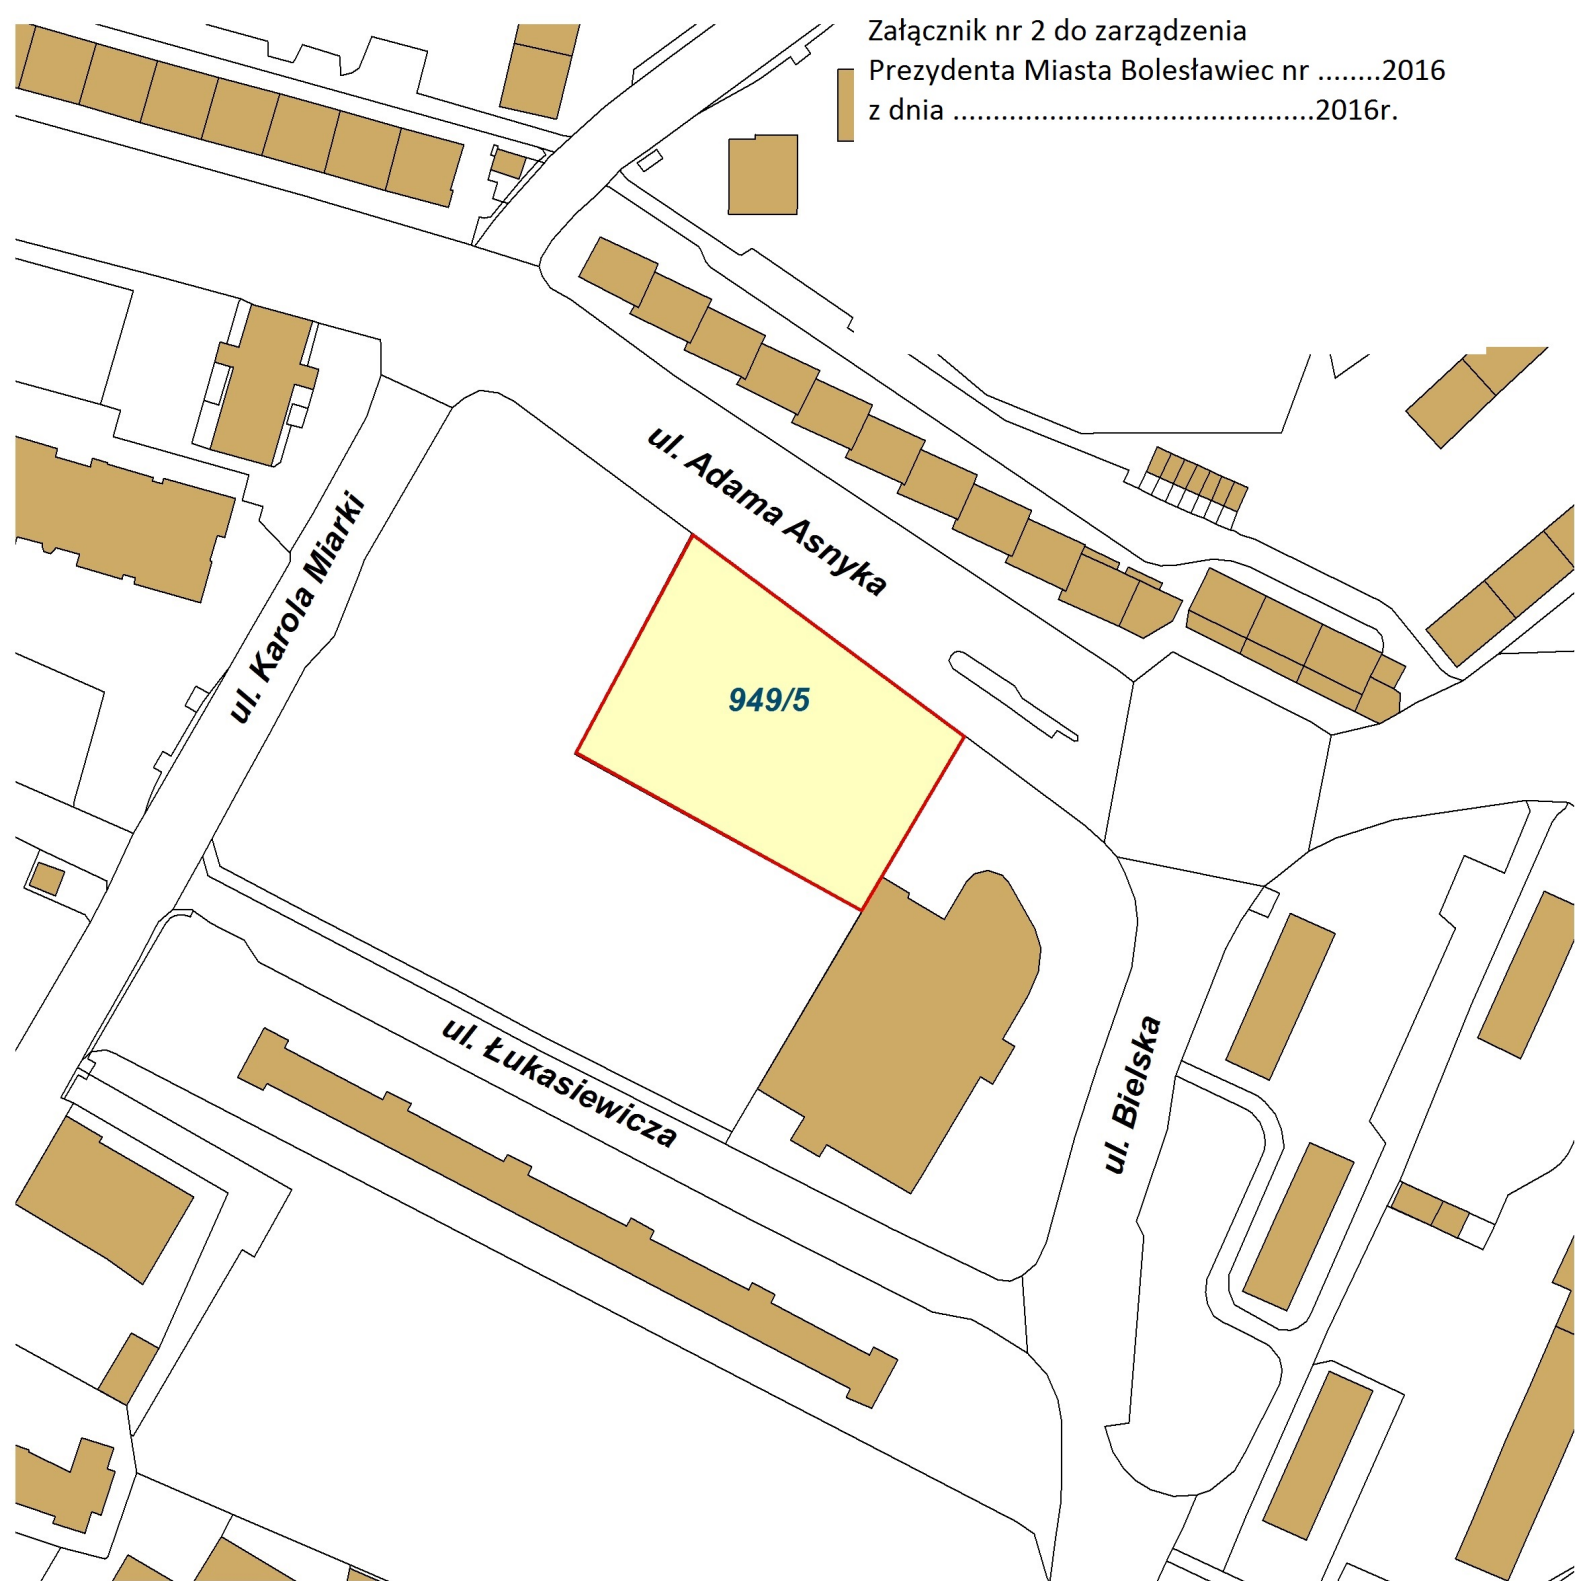 Załącznik nr 2 do zarządzenia
Prezydenta Miasta Bolesławiec nr ........2016
z dnia .............................................2016r.
ul. Adama Asnyka
ul. Karola Miarki
949/5
ul. Łukasiewicza
ul. Bielska